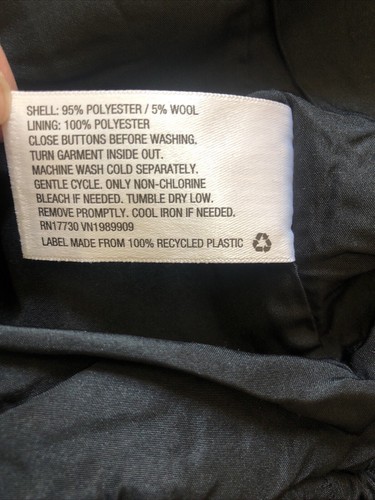 SHELL: 95% POLYESTER / 5% WOOL
LINING: 100% POLYESTER
CLOSE BUTTONS BEFORE WASHING.
TURN GARMENT INSIDE OUT.
MACHINE WASH COLD SEPARATELY.
GENTLE CYCLE. ONLY NON-CHLORINE
BLEACH IF NEEDED. TUMBLE DRY LOW.
REMOVE PROMPTLY. COOL IRON IF NEEDED.
RN17730 VN1989909
LABEL MADE FROM 100% RECYCLED PLASTIC